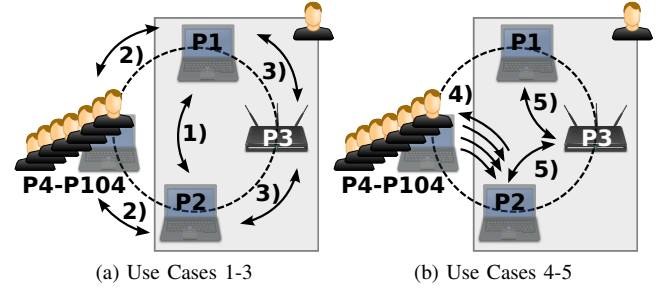 2)
P1
3)
1)
P3
P4-P104
P2
3)
2)
(a) Use Cases 1-3
P1
4)
5)
P3
5)
P4-P104
P2
(b) Use Cases 4-5